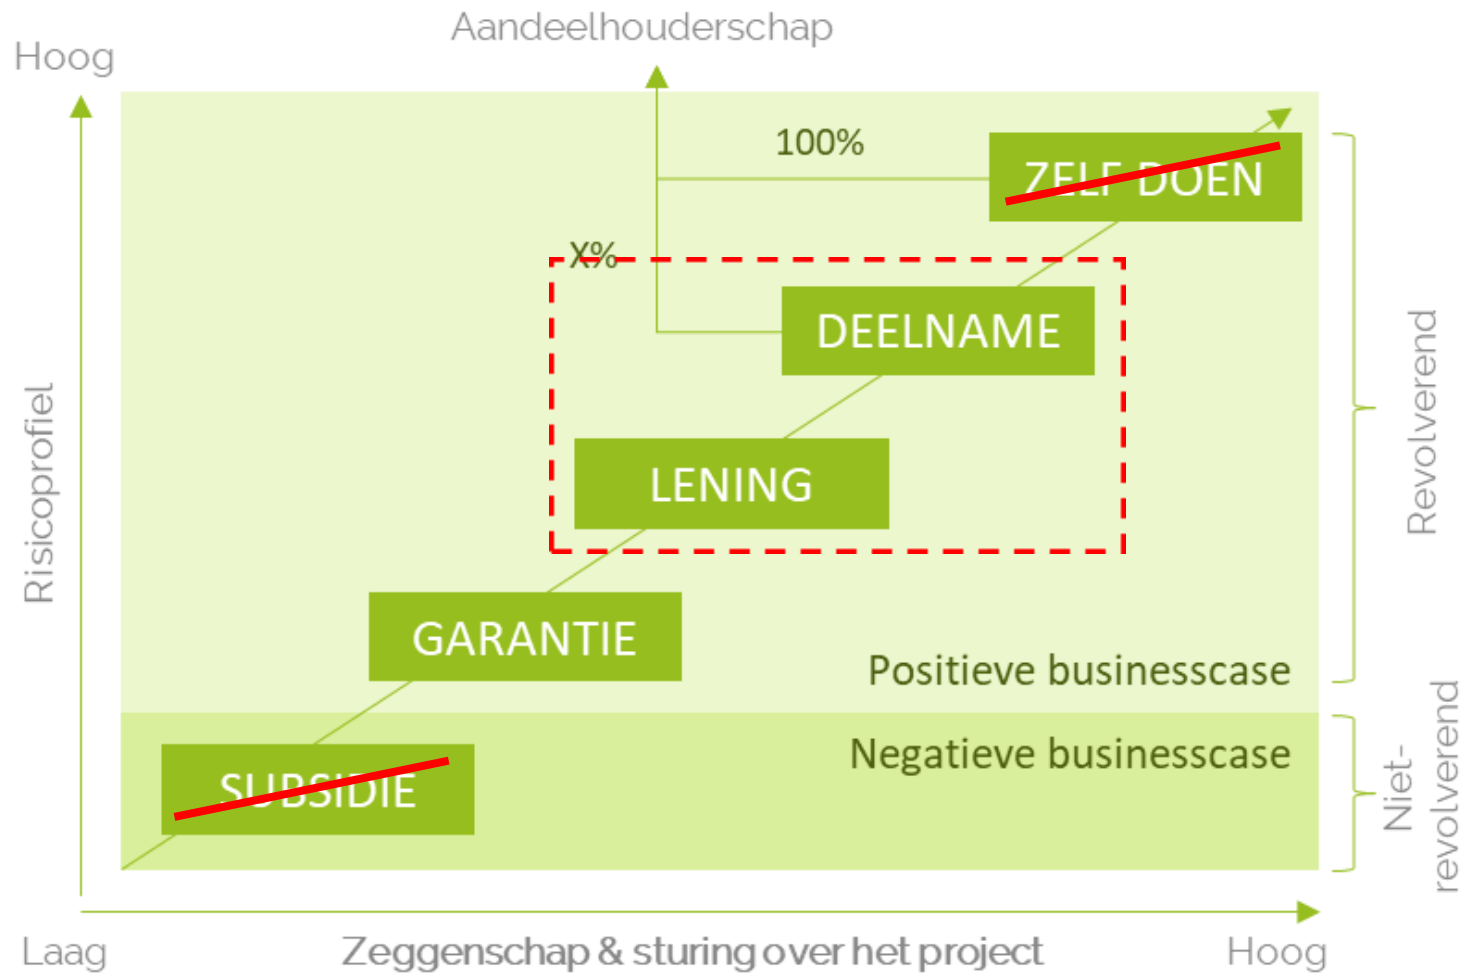 Aandeelhouderschap
Hoog
100%
ZELF DOEN
X%
DEELNAME
Revolverend
Risicoprofiel
LENING
GARANTIE
Positieve businesscase
Negatieve businesscase
SUBSIDIE
Niet-
revolverend
Laag
Zeggenschap & sturing over het project
Hoog